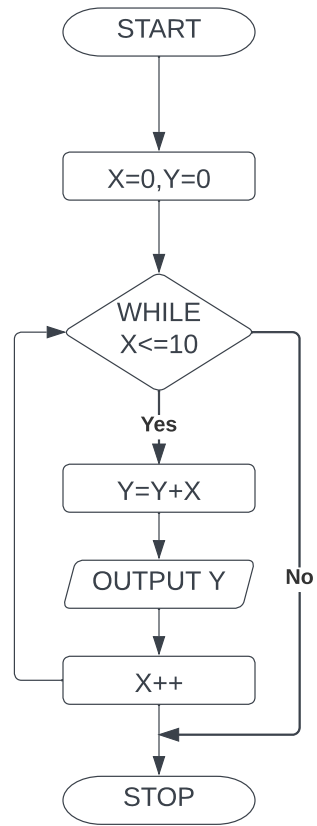 START
X=0,Y=0
WHILE
X<=10
Yes
Y=Y+X
OUTPUT Y
No
X++
STOP